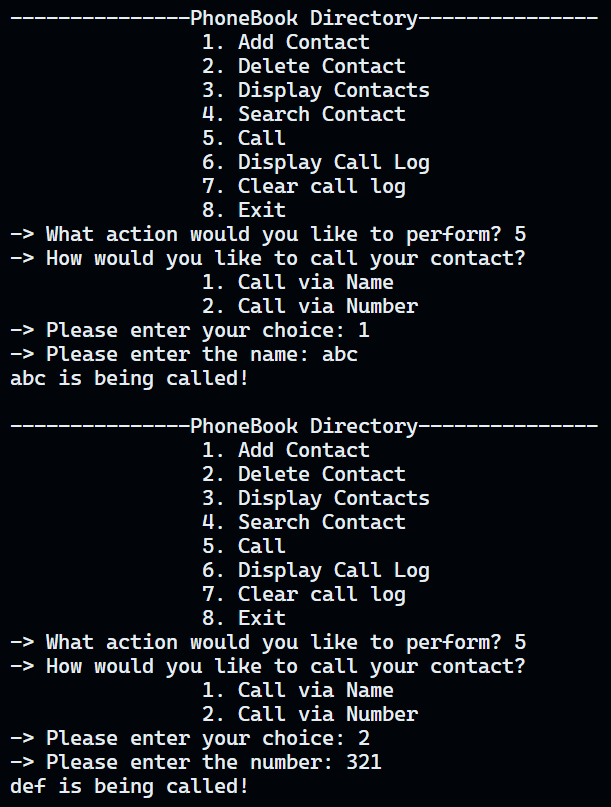 ---------------PhoneBook Directory---------------
1. Add Contact
2. Delete Contact
3. Display Contacts
4. Search Contact
5. Call
6. Display Call Log
7. Clear call log
8. Exit
-> What action would you like to perform? 5
-> How would you like to call your contact?
1. Call via Name
2. Call via Number
-> Please enter your choice: 1
-> Please enter the name: abc
abc is being called!
---------------PhoneBook Directory---------------
1. Add Contact
2. Delete Contact
3. Display Contacts
4. Search Contact
5. Call
6. Display Call Log
7. Clear call log
8. Exit
-> What action would you like to perform? 5
-> How would you like to call your contact?
1. Call via Name
2. Call via Number
-> Please enter your choice: 2
-> Please enter the number: 321
def is being called!